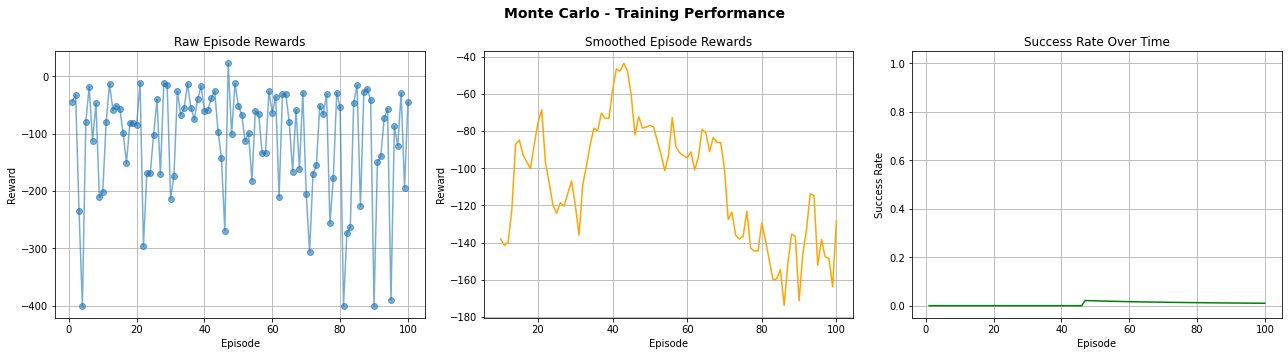 Monte Carlo - Training Performance
Raw Episode Rewards
Reward
0
−100
−200
−300
−400
0 20 40 60 80 100
Episode
Smoothed Episode Rewards
Reward
−40
−60
−80
−100
−120
−140
−160
−180
20 40 60 80 100
Episode
Success Rate Over Time
Success Rate
1.0
0.8
0.6
0.4
0.2
0.0
0 20 40 60 80 100
Episode